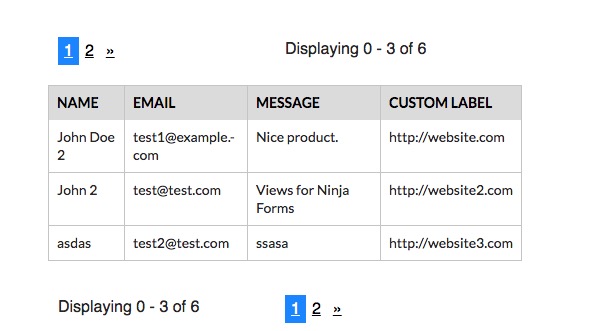 1 2 » Displaying 0 - 3 of 6
NAME EMAIL MESSAGE CUSTOM LABEL
John Doe test1@example.- Nice product. http://website.com
2 com
John 2 test@test.com Views for Ninja http://website2.com
Forms
asdas test2@test.com ssasa http://website3.com
Displaying 0 - 3 of 6 1 2 »